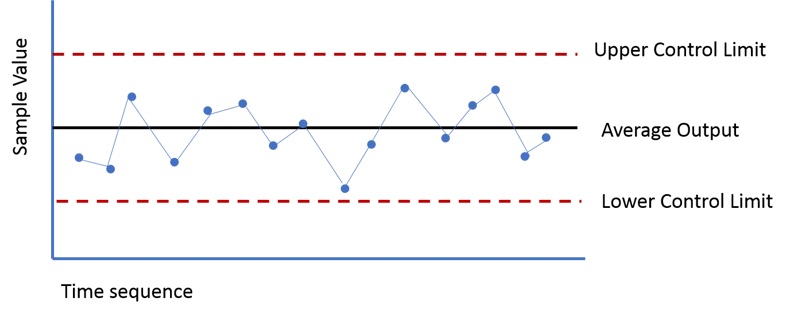 Sample Value
Upper Control Limit
Average Output
Lower Control Limit
Time sequence